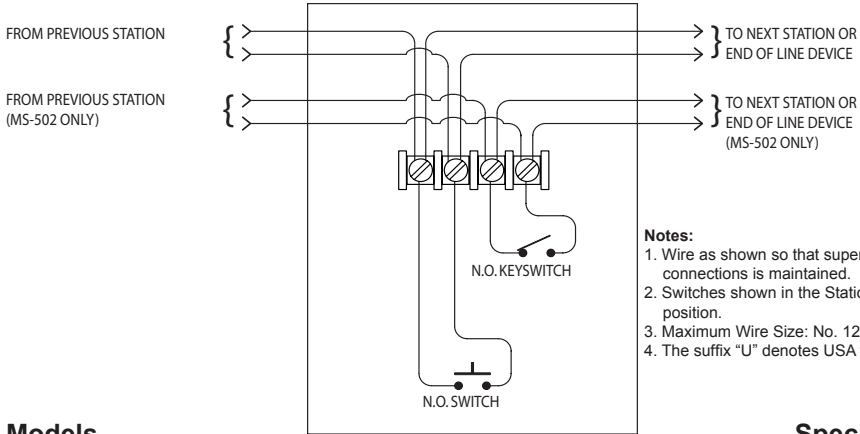 FROM PREVIOUS STATION
TO NEXT STATION OR
END OF LINE DEVICE
FROM PREVIOUS STATION
(MS-502 ONLY)
TO NEXT STATION OR
END OF LINE DEVICE
(MS-502 ONLY)
N.O. KEYSWITCH
N.O. SWITCH
Notes:
1. Wire as shown so that
connections is maintained.
2. Switches shown in the
position.
3. Maximum Wire Size: No. 12
4. The suffix “U” denotes USA
Models